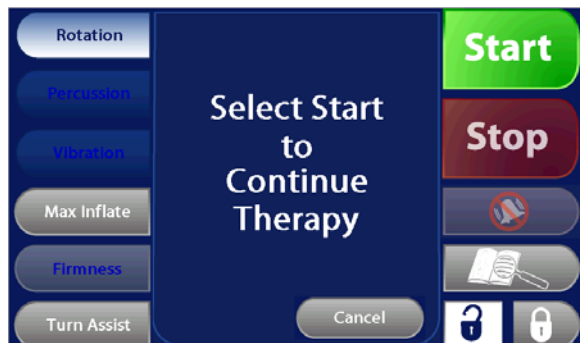 Rotation
Percussion
Vibration
Max Inflate
Firmness
Turn Assist
Select Start
to
Continue
Therapy
Cancel
Start
Stop